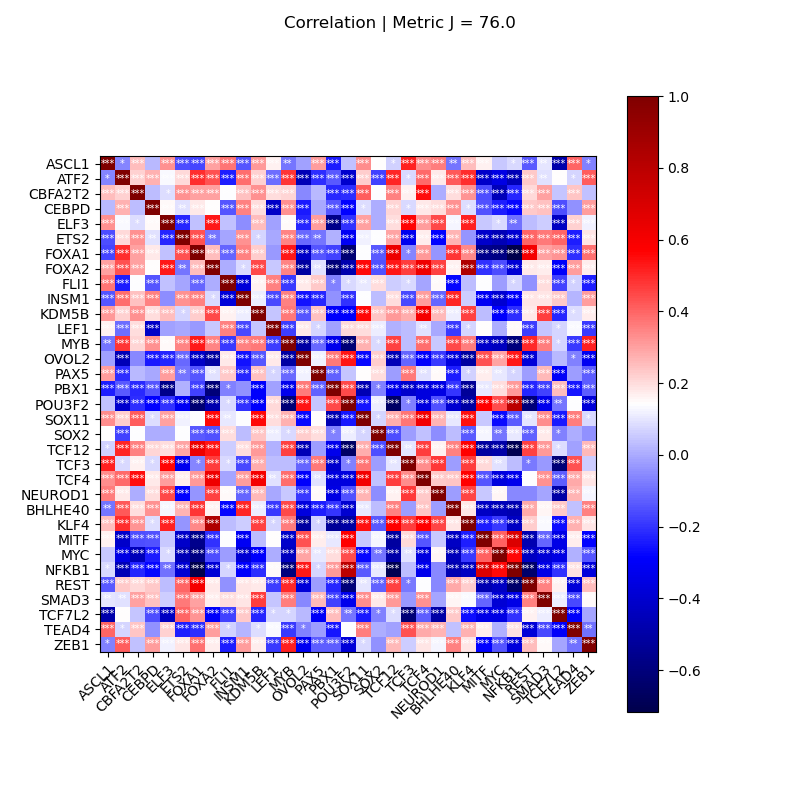 Correlation | Metric J = 76.0
ASCL1
ATF2
CBFA2T2
CEBPD
ELF3
ETS2
FOXA1
FOXA2
FLI1
INSM1
KDM5B
LEF1
MYB
OVOL2
PAX5
PBX1
POU3F2
SOX11
SOX2
TCF12
TCF3
TCF4
NEUROD1
BHLHE40
KLF4
MITF
MYC
NFKB1
REST
SMAD3
TCF7L2
TEAD4
ZEB1
ASCL1
ATF2
CBFA2T2
CEBPD
ELF3
ETS2
FOXA1
FOXA2
FLI1
INSM1
KDM5B
LEF1
MYB
OVOL2
PAX5
PBX1
POU3F2
SOX11
SOX2
TCF12
TCF3
TCF4
NEUROD1
BHLHE40
KLF4
MITF
MYC
NFKB1
REST
SMAD3
TCF7L2
TEAD4
ZEB1
1.0
0.8
0.6
0.4
0.2
0.0
−0.2
−0.4
−0.6